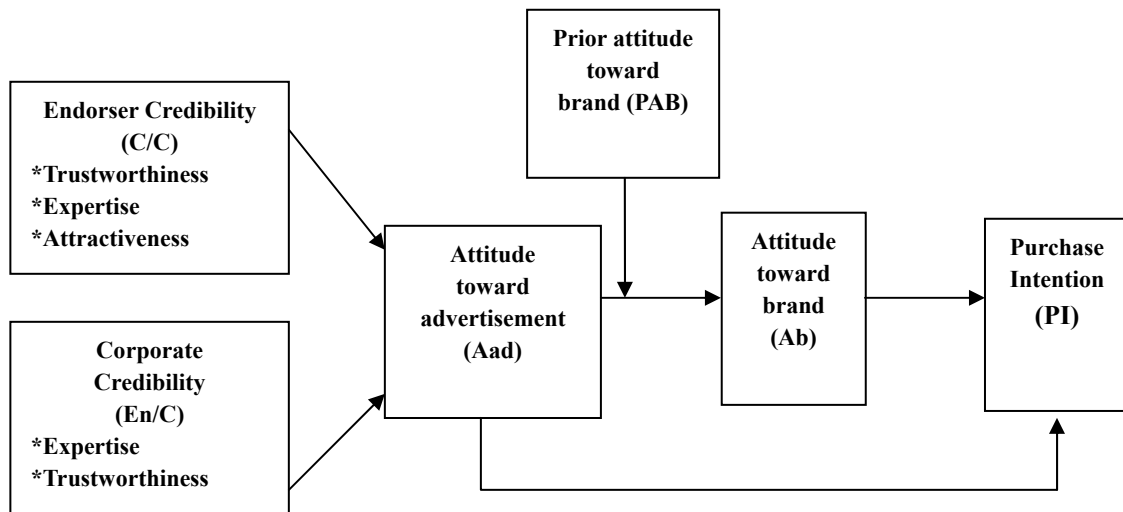 Prior attitude
toward
brand (PAB)
Endorser Credibility
(C/C)
*Trustworthiness
*Expertise
*Attractiveness
Corporate
Credibility
(En/C)
*Expertise
*Trustworthiness
Attitude
toward
advertisement
(Aad)
Attitude
toward
brand
(Ab)
Purchase
Intention
(PI)